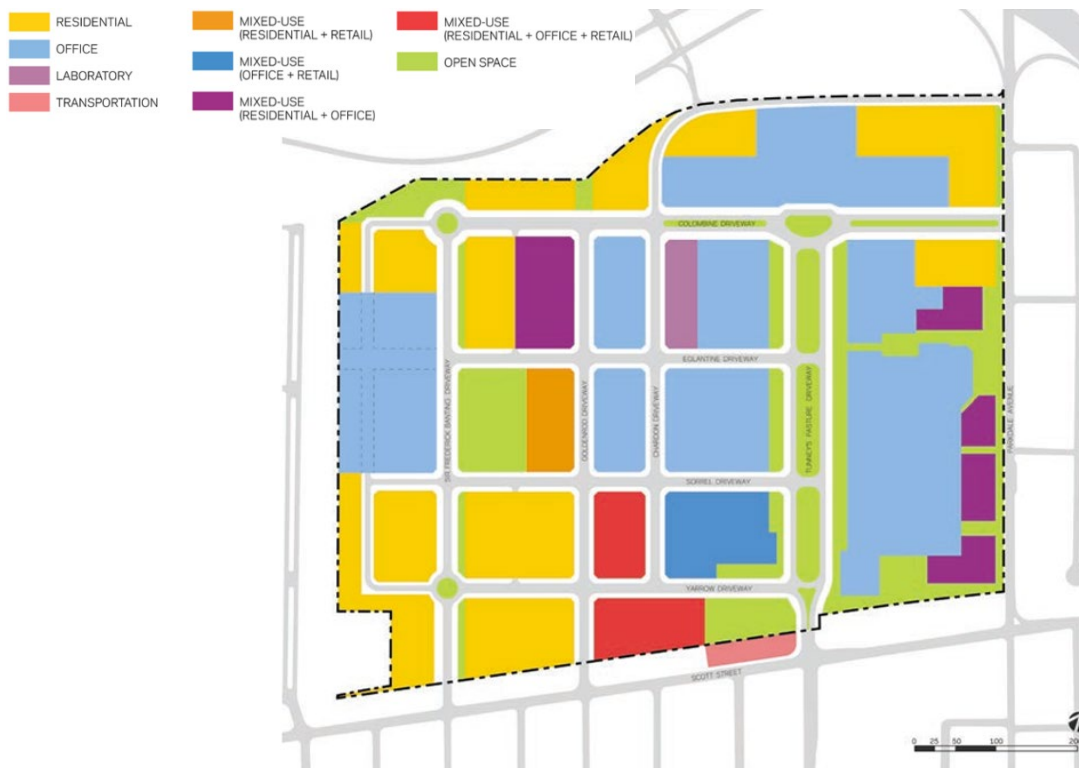 RESIDENTIAL
OFFICE
LABORATORY
TRANSPORTATION
MIXED-USE
(RESIDENTIAL + RETAIL)
MIXED-USE
(OFFICE + RETAIL)
MIXED-USE
(RESIDENTIAL + OFFICE)
MIXED-USE
(RESIDENTIAL + OFFICE + RETAIL)
OPEN SPACE
COLOMBINE DRIVEWAY
EGLANTINE DRIVEWAY
SIR FREDERICK BANTING DRIVEWAY
GOLDENROD DRIVEWAY
CHARDON DRIVEWAY
TUNNEY'S PASTURE DRIVEWAY
PARKDALE AVENUE
SORREL DRIVEWAY
YARROW DRIVEWAY
SCOTT STREET
0 25 50 100